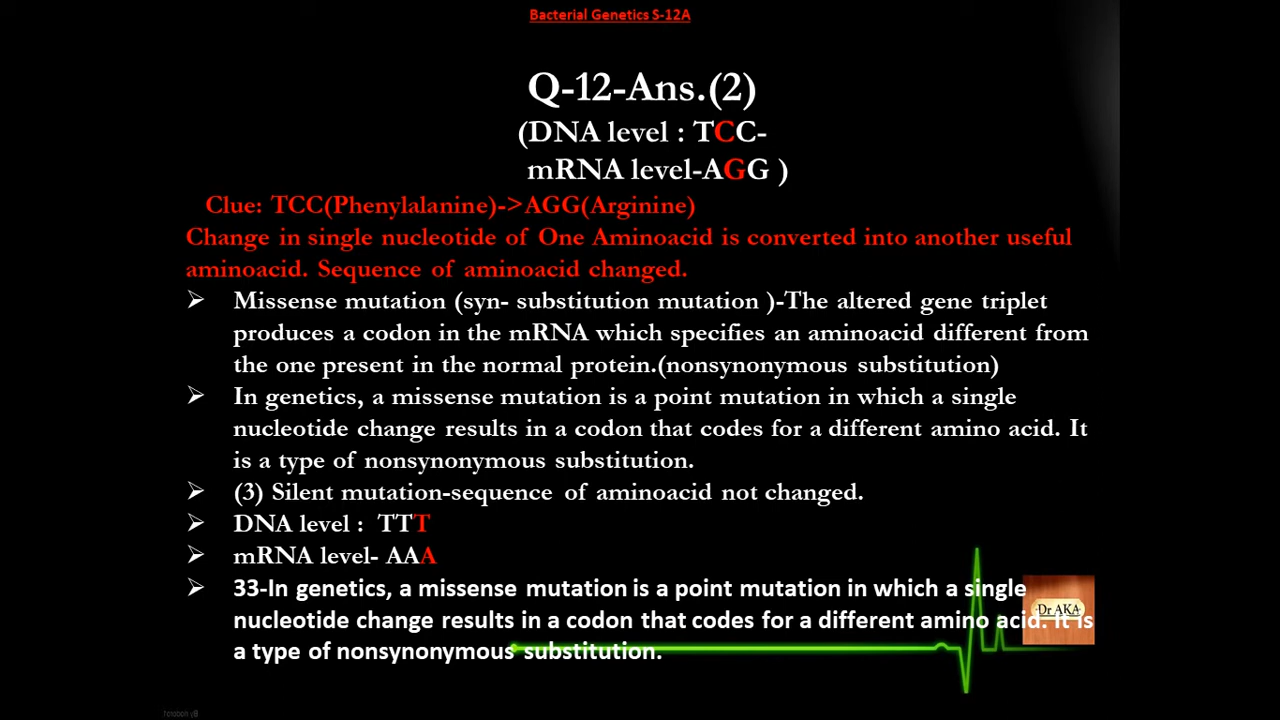 Bacterial Genetics S-12A
Q-12-Ans.(2)
(DNA level : TCC-
mRNA level-AGG )
Clue: TCC(Phenylalanine)->AGG(Arginine)
Change in single nucleotide of One Aminoacid is converted into another useful
aminoacid. Sequence of aminoacid changed.
➢ Missense mutation (syn- substitution mutation )-The altered gene triplet
produces a codon in the mRNA which specifies an aminoacid different from
the one present in the normal protein.(nonsynonymous substitution)
➢ In genetics, a missense mutation is a point mutation in which a single
nucleotide change results in a codon that codes for a different amino acid. It
is a type of nonsynonymous substitution.
➢ (3) Silent mutation-sequence of aminoacid not changed.
➢ DNA level : TTT
➢ mRNA level- AAA
➢ 33-In genetics, a missense mutation is a point mutation in which a single
nucleotide change results in a codon that codes for a different amino acid. It is
a type of nonsynonymous substitution.
Dr AKA